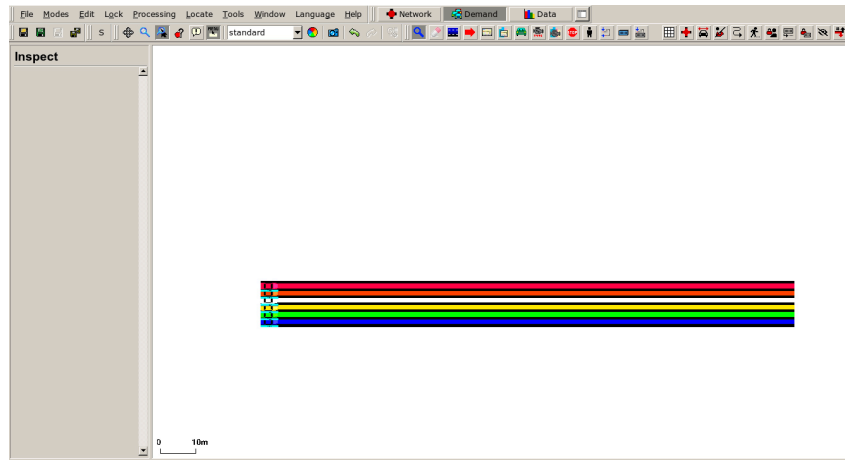 File Modes Edit Lock Processing Locate Tools Window Language Help Network Demand Data
S standard
Inspect
0 10m